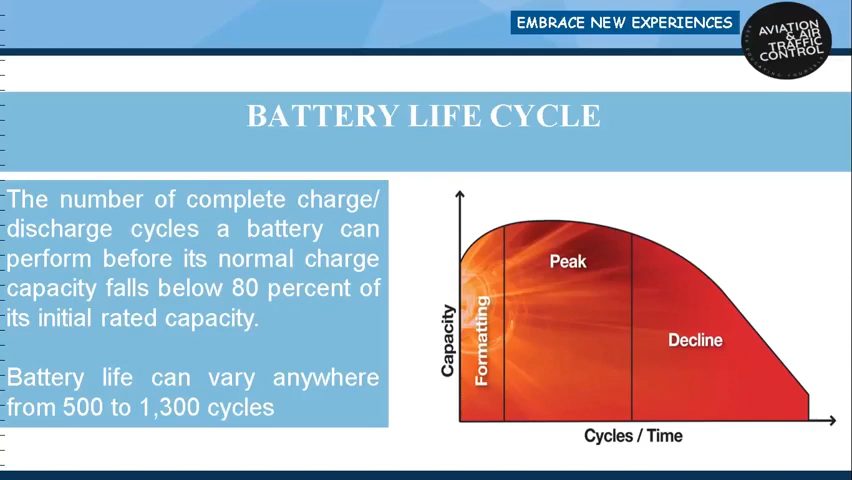 EMBRACE NEW EXPERIENCES
AVIATION
& AIR
TRAFFIC
CONTROL
BATTERY LIFE CYCLE
The number of complete charge/
discharge cycles a battery can
perform before its normal charge
capacity falls below 80 percent of
its initial rated capacity.
Battery life can vary anywhere
from 500 to 1,300 cycles
Capacity
Formatting
Peak
Decline
Cycles / Time